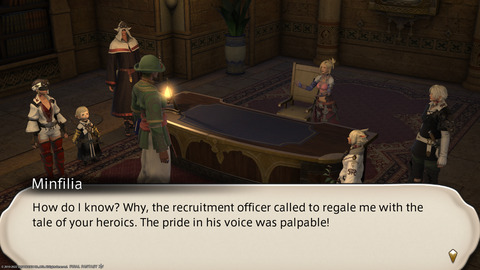 Minfilia
How do I know? Why, the recruitment officer called to regale me with the
tale of your heroics. The pride in his voice was palpable!